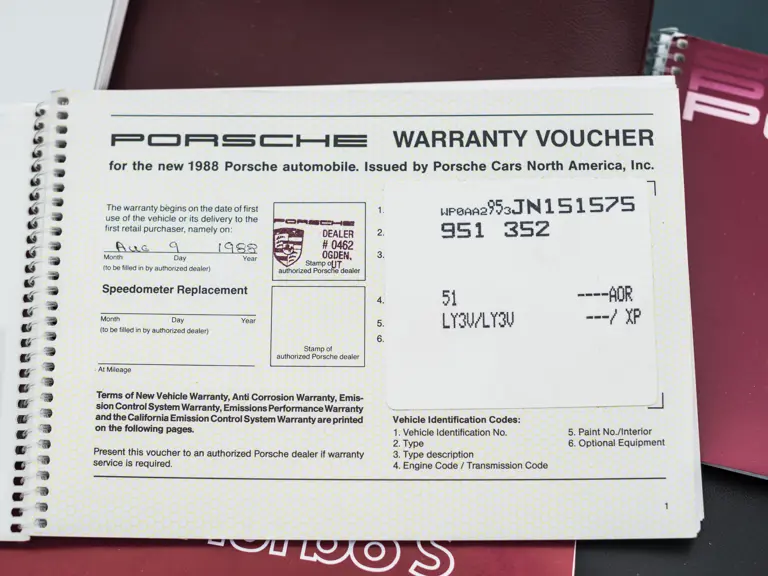 PORSCHE WARRANTY VOUCHER
for the new 1988 Porsche automobile. Issued by Porsche Cars North America, Inc.
The warranty begins on the date of first
use of the vehicle or its delivery to the
first retail purchaser, namely on:
Aug 9 1988
Month Day Year
(to be filled in by authorized dealer)
PORSCHE
DEALER
# 0462
OGDEN,
UT
Stamp of
authorized Porsche dealer
Speedometer Replacement
Month Day Year
(to be filled in by authorized dealer)
At Mileage
Stamp of
authorized Porsche dealer
1. WP0AA2953JN151575
2. 951 352
3.
4. 51 ----AOR
5. LY3V/LY3V ---/ XP
6.
Terms of New Vehicle Warranty, Anti Corrosion Warranty, Emis-
sion Control System Warranty, Emissions Performance Warranty
and the California Emission Control System Warranty are printed
on the following pages.
Present this voucher to an authorized Porsche dealer if warranty
service is required.
Vehicle Identification Codes:
1. Vehicle Identification No.
2. Type
3. Type description
4. Engine Code / Transmission Code
5. Paint No./Interior
6. Optional Equipment
1